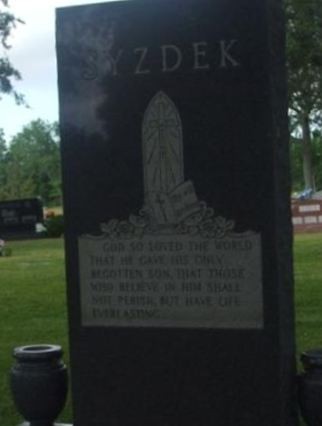 SYZDEK
GOD SO LOVED THE WORLD
THAT HE GAVE HIS ONLY
BEGOTTEN SON, THAT THOSE
WHO BELIEVE IN HIM SHALL
NOT PERISH, BUT HAVE LIFE
EVERLASTING